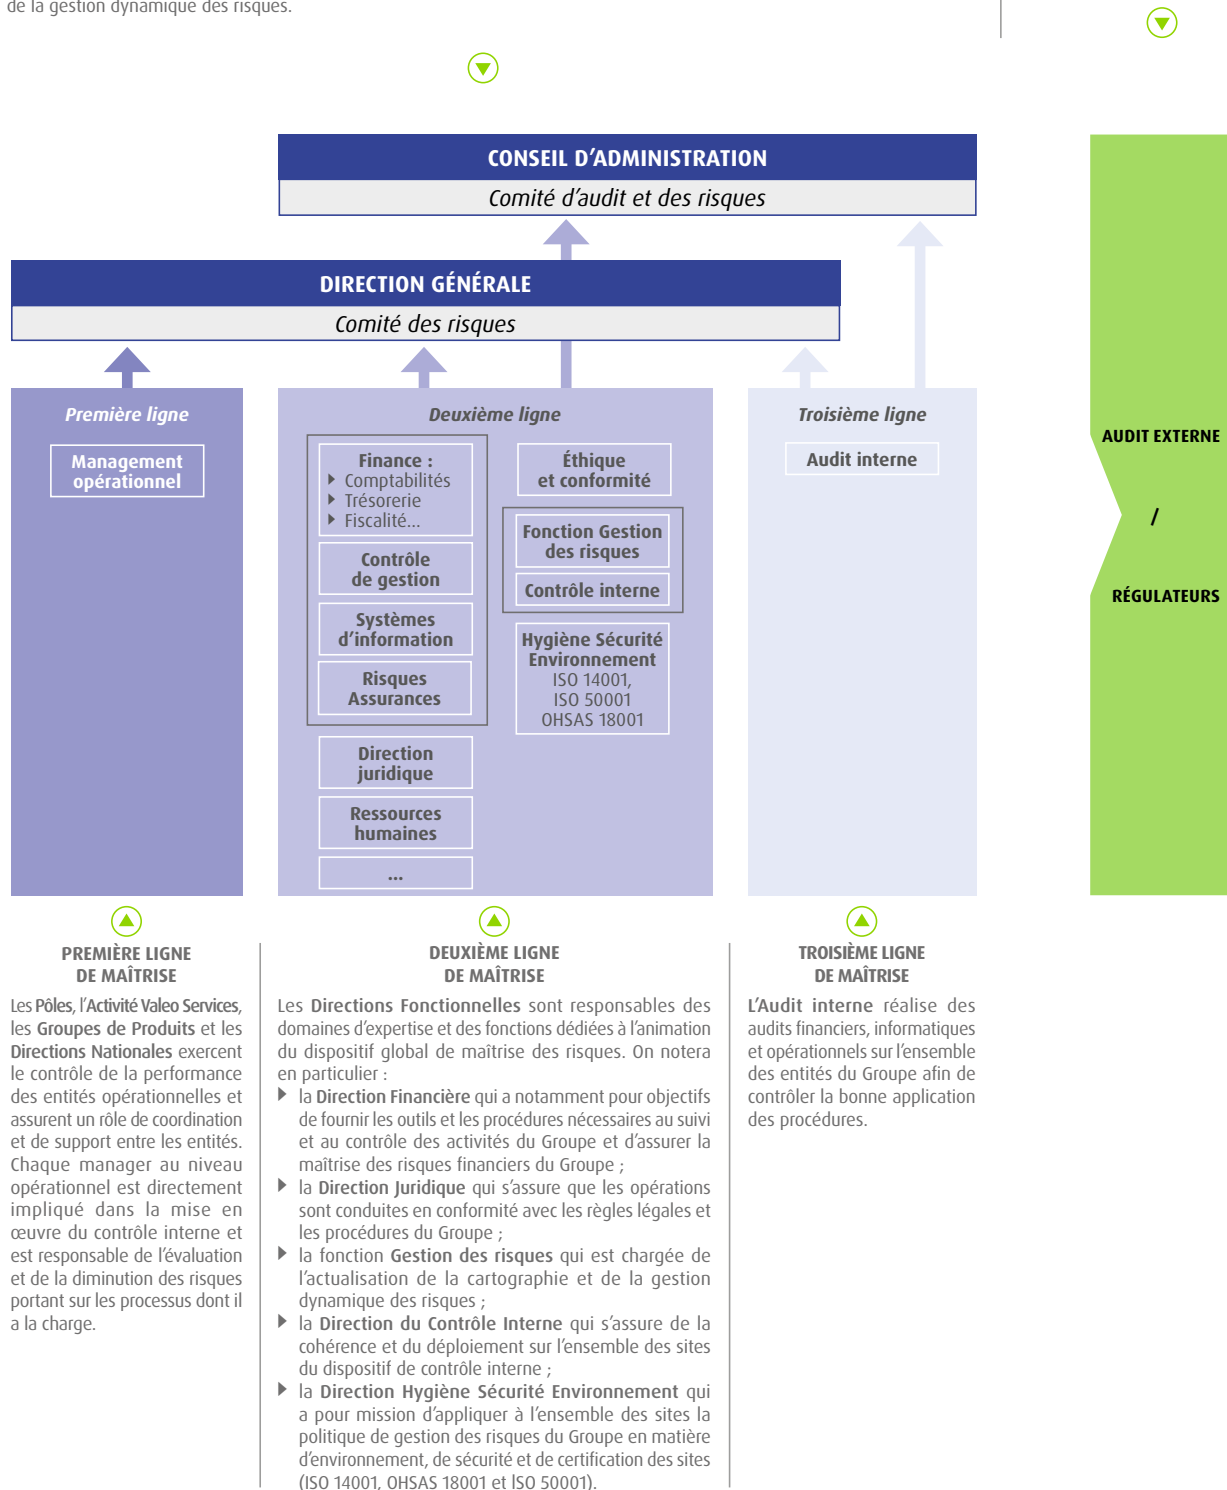 de la gestion dynamique des risques.
CONSEIL D'ADMINISTRATION
Comité d'audit et des risques
DIRECTION GÉNÉRALE
Comité des risques
Première ligne
Management
opérationnel
Deuxième ligne
Finance :
Comptabilités
Trésorerie
Fiscalité...
Contrôle
de gestion
Systèmes
d'information
Risques
Assurances
Direction
juridique
Ressources
humaines
...
Éthique
et conformité
Fonction Gestion
des risques
Contrôle interne
Hygiène Sécurité
Environnement
ISO 14001,
ISO 50001
OHSAS 18001
Troisième ligne
Audit interne
AUDIT EXTERNE
/
RÉGULATEURS
PREMIÈRE LIGNE
DE MAÎTRISE
Les Pôles, l'Activité Valeo Services,
les Groupes de Produits et les
Directions Nationales exercent
le contrôle de la performance
des entités opérationnelles et
assurent un rôle de coordination
et de support entre les entités.
Chaque manager au niveau
opérationnel est directement
impliqué dans la mise en
œuvre du contrôle interne et
est responsable de l'évaluation
et de la diminution des risques
portant sur les processus dont il
a la charge.
DEUXIÈME LIGNE
DE MAÎTRISE
Les Directions Fonctionnelles sont responsables des
domaines d'expertise et des fonctions dédiées à l'animation
du dispositif global de maîtrise des risques. On notera
en particulier :
la Direction Financière qui a notamment pour objectifs
de fournir les outils et les procédures nécessaires au suivi
et au contrôle des activités du Groupe et d'assurer la
maîtrise des risques financiers du Groupe ;
la Direction Juridique qui s'assure que les opérations
sont conduites en conformité avec les règles légales et
les procédures du Groupe ;
la fonction Gestion des risques qui est chargée de
l'actualisation de la cartographie et de la gestion
dynamique des risques ;
la Direction du Contrôle Interne qui s'assure de la
cohérence et du déploiement sur l'ensemble des sites
du dispositif de contrôle interne ;
la Direction Hygiène Sécurité Environnement qui
a pour mission d'appliquer à l'ensemble des sites la
politique de gestion des risques du Groupe en matière
d'environnement, de sécurité et de certification des sites
(ISO 14001, OHSAS 18001 et lSO 50001).
TROISIÈME LIGNE
DE MAÎTRISE
L'Audit interne réalise des
audits financiers, informatiques
et opérationnels sur l'ensemble
des entités du Groupe afin de
contrôler la bonne application
des procédures.